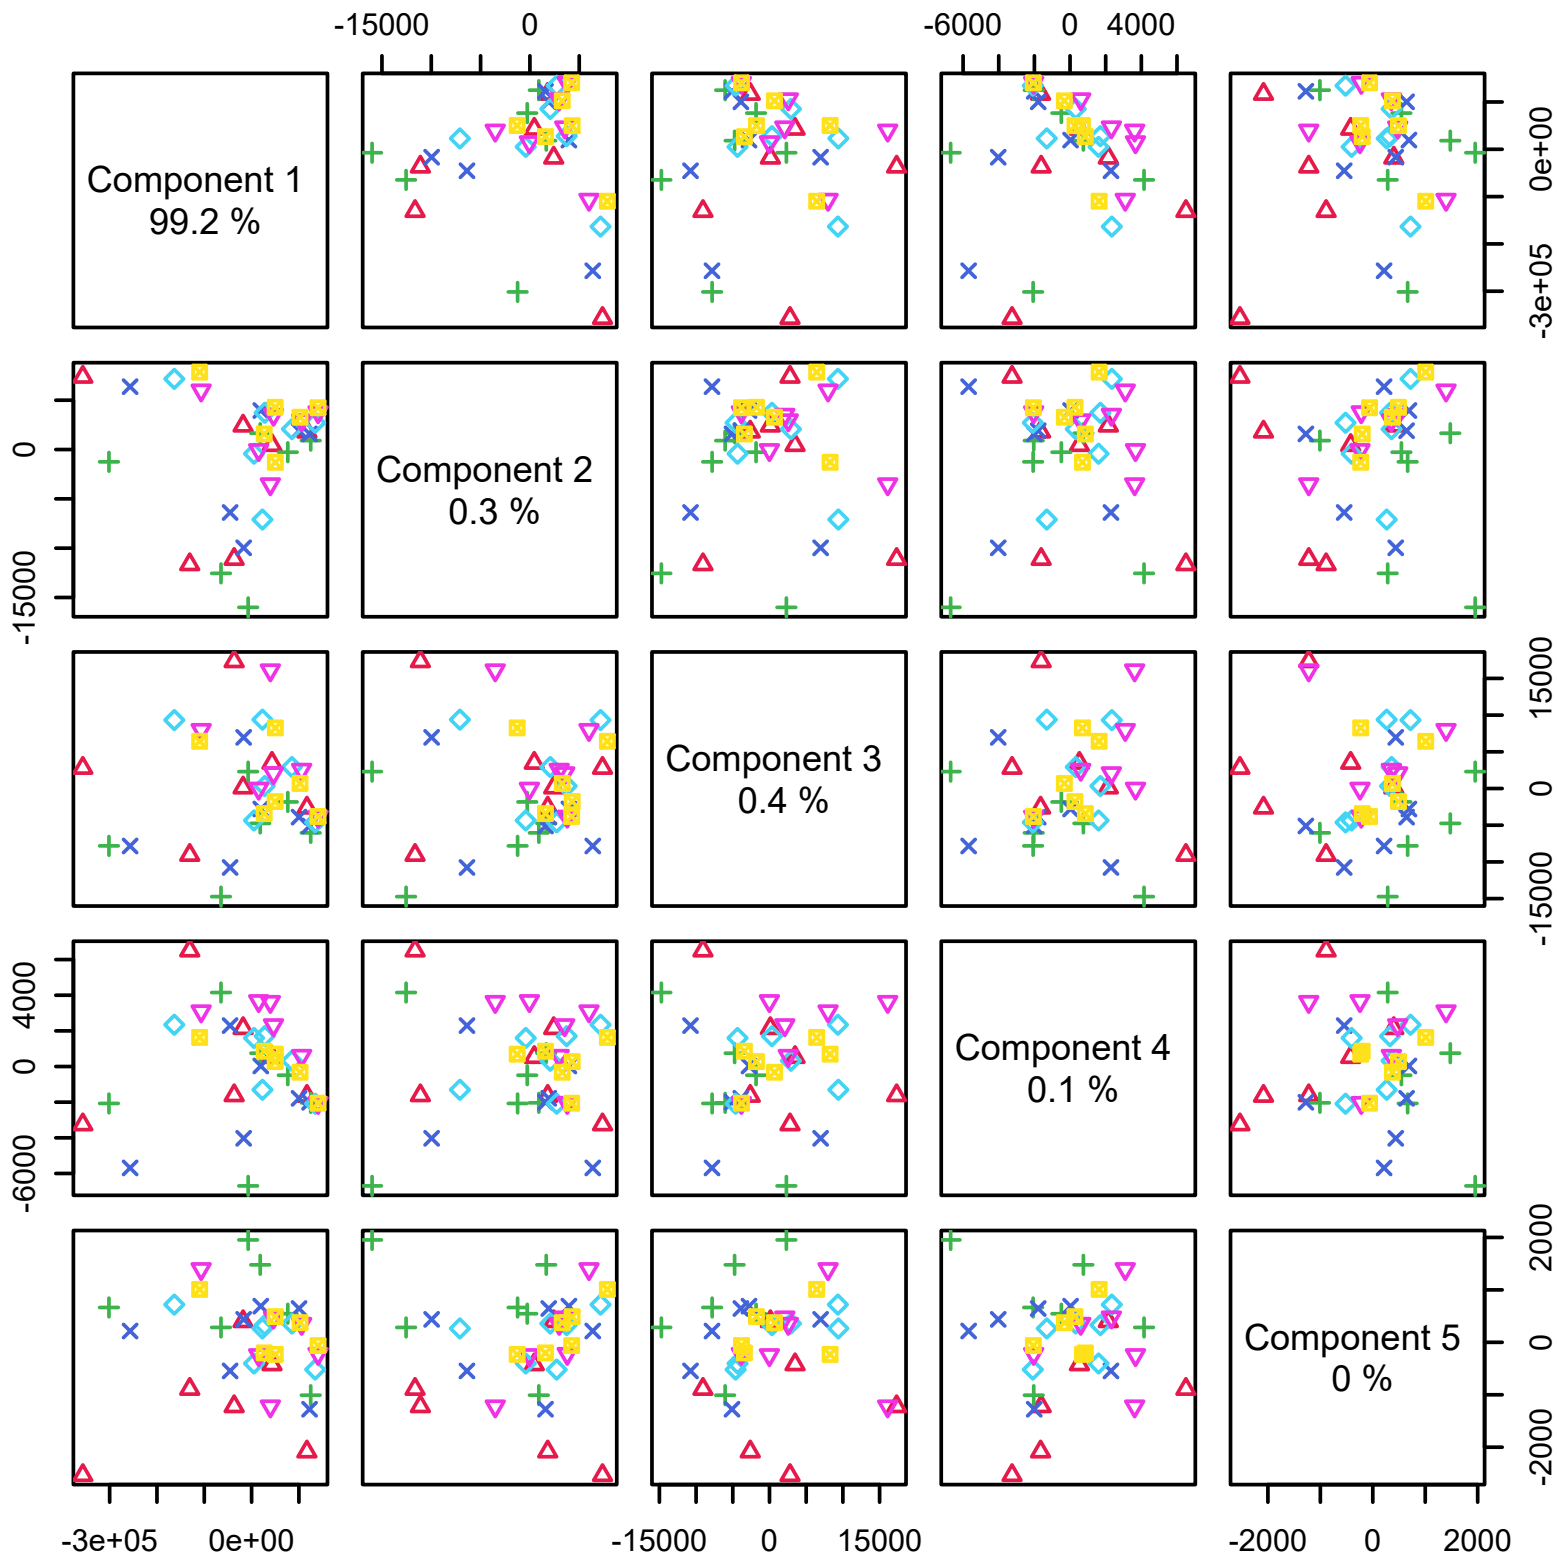 -15000 0 -6000 0 4000
Component 1
99.2 %
0e+00
-3e+05
0
-15000
Component 2
0.3 %
Component 3
0.4 %
15000
0
-15000
4000
0
-6000
Component 4
0.1 %
Component 5
0 %
2000
0
-2000
-3e+05 0e+00 -15000 0 15000 -2000 0 2000